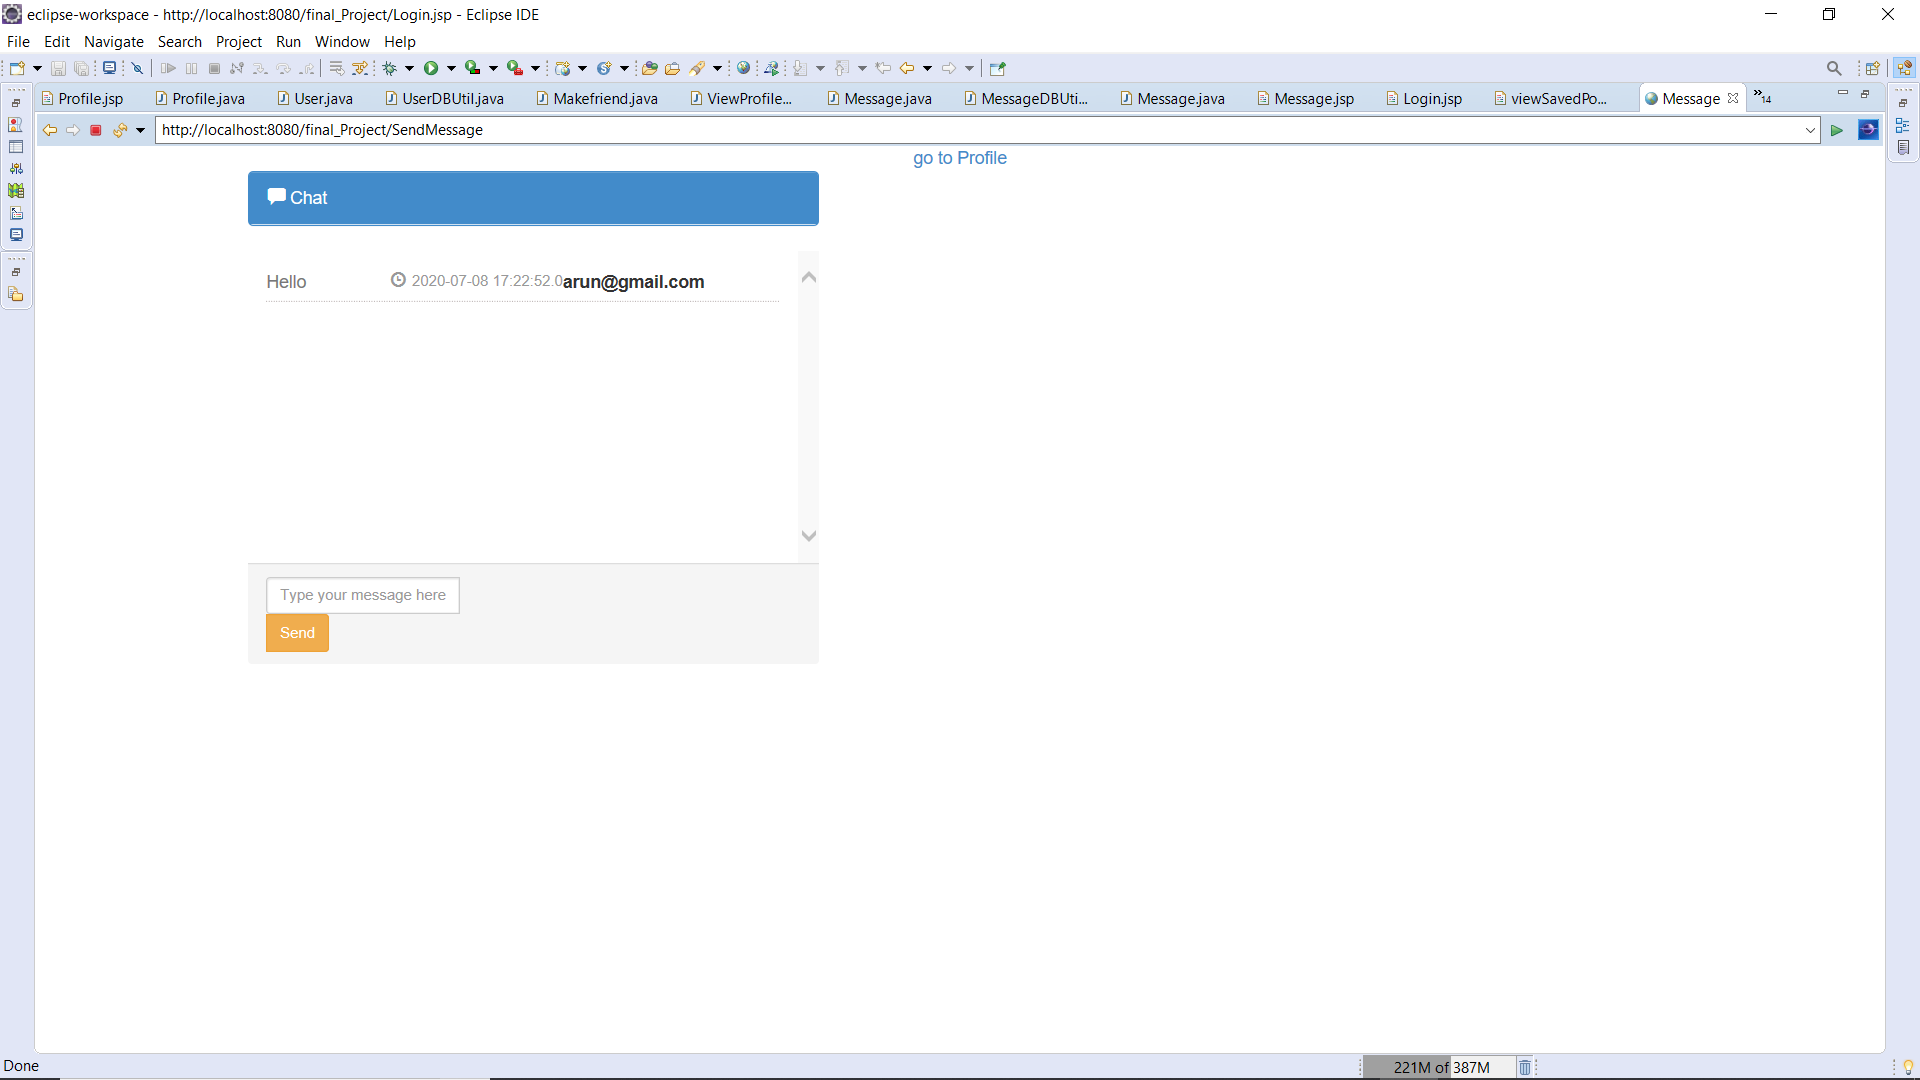 eclipse-workspace - http://localhost:8080/final_Project/Login.jsp - Eclipse IDE
File Edit Navigate Search Project Run Window Help
Profile.jsp Profile.java User.java UserDBUtil.java Makefriend.java ViewProfile... Message.java MessageDBUti... Message.java Message.jsp Login.jsp viewSavedPo... Message »14
http://localhost:8080/final_Project/SendMessage
go to Profile
Chat
Hello 2020-07-08 17:22:52.0arun@gmail.com
Type your message here
Send
Done 221M of 387M